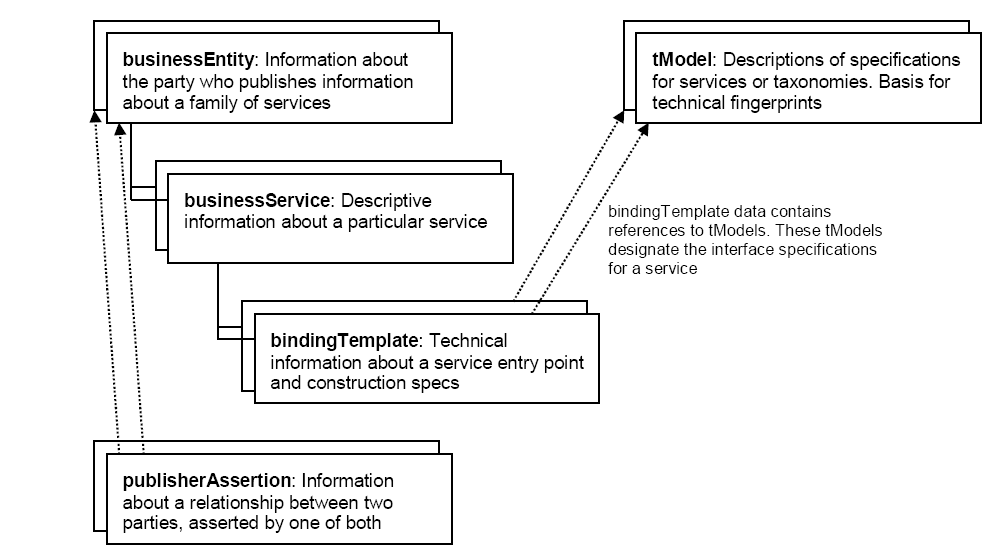 businessEntity: Information about
the party who publishes information
about a family of services
tModel: Descriptions of specifications
for services or taxonomies. Basis for
technical fingerprints
businessService: Descriptive
information about a particular service
bindingTemplate data contains
references to tModels. These tModels
designate the interface specifications
for a service
bindingTemplate: Technical
information about a service entry point
and construction specs
publisherAssertion: Information
about a relationship between two
parties, asserted by one of both